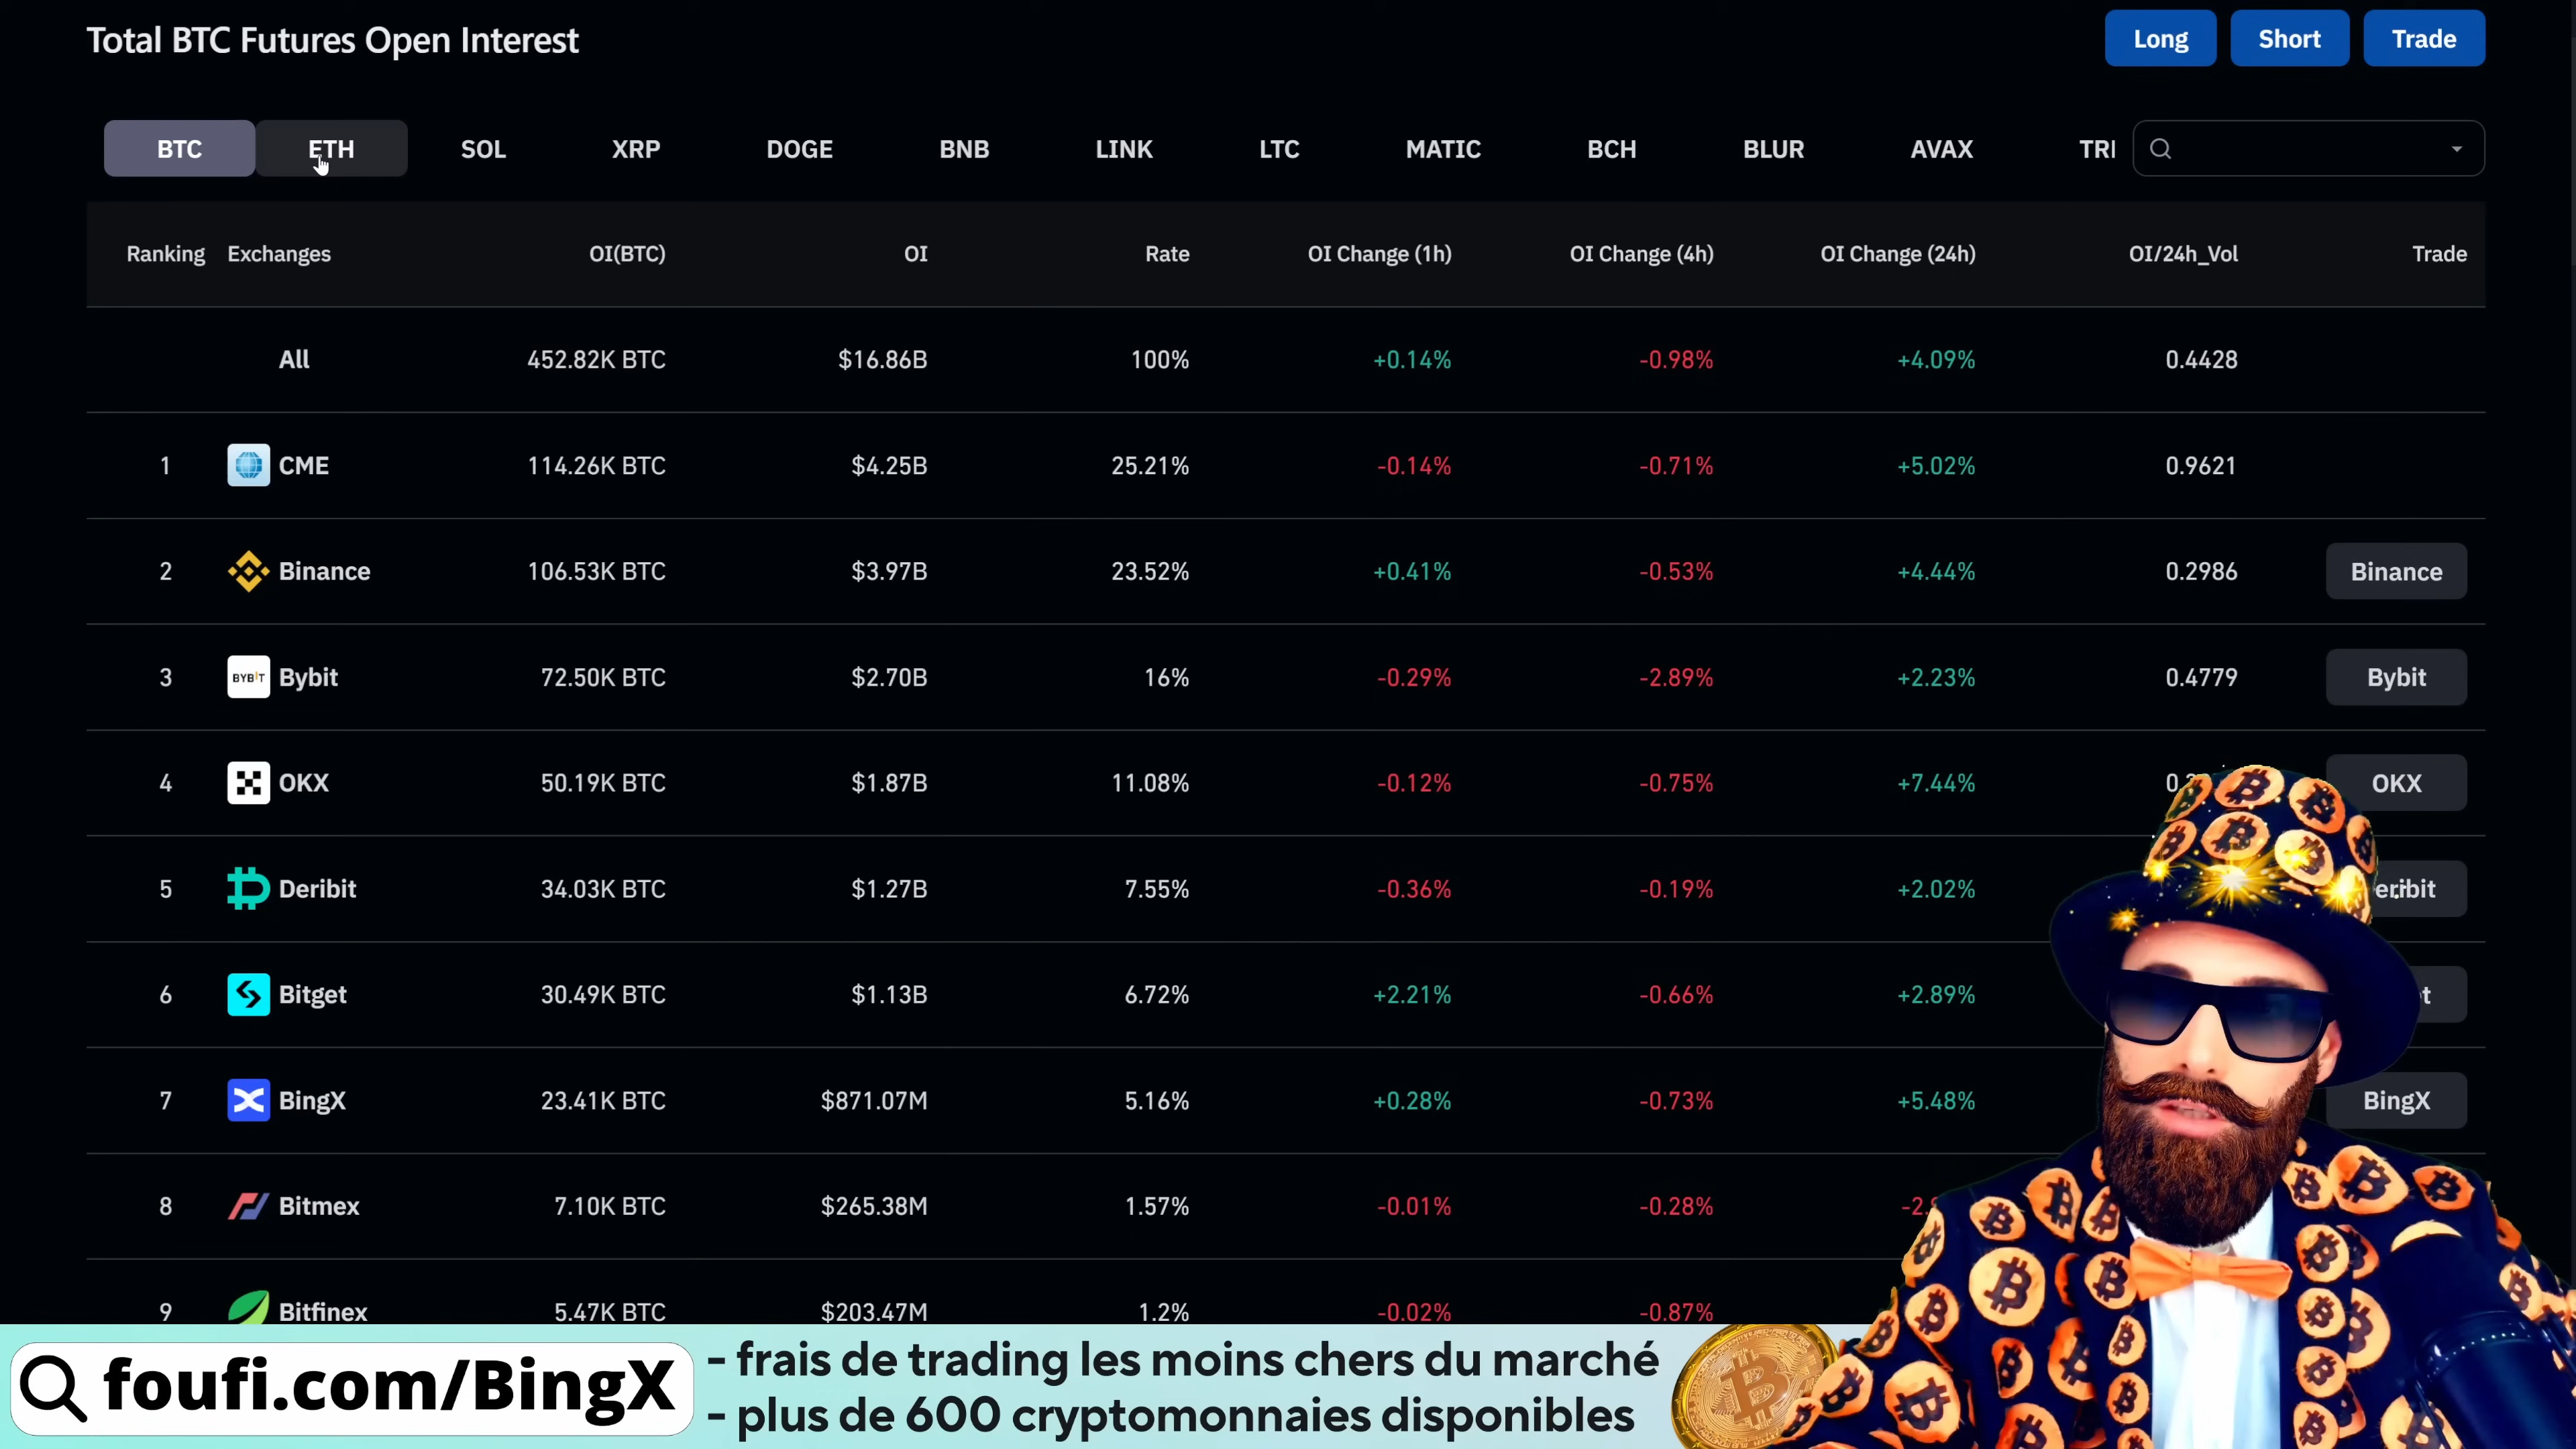 Total BTC Futures Open Interest Long Short Trade
BTC ETH SOL XRP DOGE BNB LINK LTC MATIC BCH BLUR AVAX TRI
Ranking Exchanges OI(BTC) OI Rate OI Change (1h) OI Change (4h) OI Change (24h) OI/24h_Vol Trade
All 452.82K BTC $16.86B 100% +0.14% -0.98% +4.09% 0.4428
1 CME 114.26K BTC $4.25B 25.21% -0.14% -0.71% +5.02% 0.9621
2 Binance 106.53K BTC $3.97B 23.52% +0.41% -0.53% +4.44% 0.2986 Binance
3 BYBIT Bybit 72.50K BTC $2.70B 16% -0.29% -2.89% +2.23% 0.4779 Bybit
4 OKX 50.19K BTC $1.87B 11.08% -0.12% -0.75% +7.44% OKX
5 Deribit 34.03K BTC $1.27B 7.55% -0.36% -0.19% +2.02% eribit
6 Bitget 30.49K BTC $1.13B 6.72% +2.21% -0.66% +2.89% t
7 BingX 23.41K BTC $871.07M 5.16% +0.28% -0.73% +5.48% BingX
8 Bitmex 7.10K BTC $265.38M 1.57% -0.01% -0.28%
9 Bitfinex 5.47K BTC $203.47M 1.2% -0.02% -0.87%
foufi.com/BingX
- frais de trading les moins chers du marché
- plus de 600 cryptomonnaies disponibles